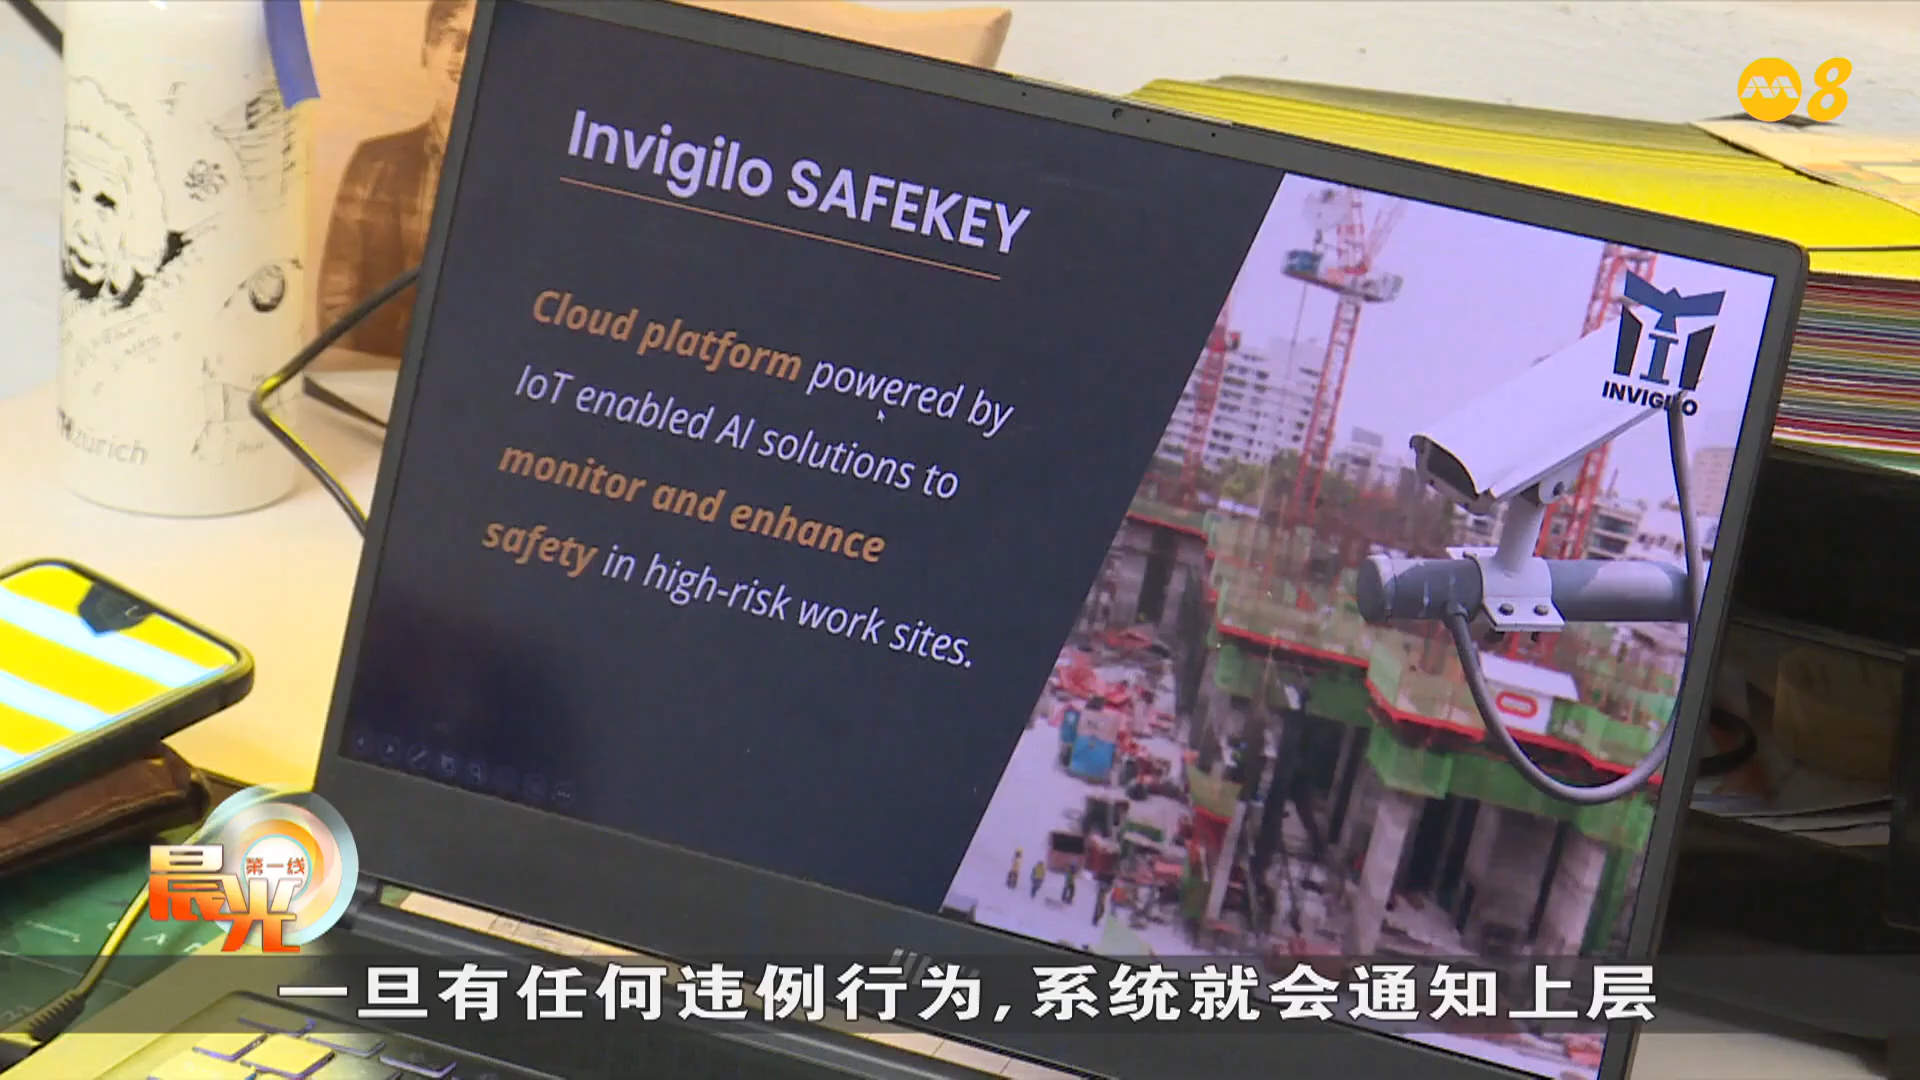 8
Invigilo SAFEKEY
Cloud platform powered by
IoT enabled AI solutions to
monitor and enhance
safety in high-risk work sites.
INVIGILO
zürich
第一线
晨光
一旦有任何违例行为,系统就会通知上层